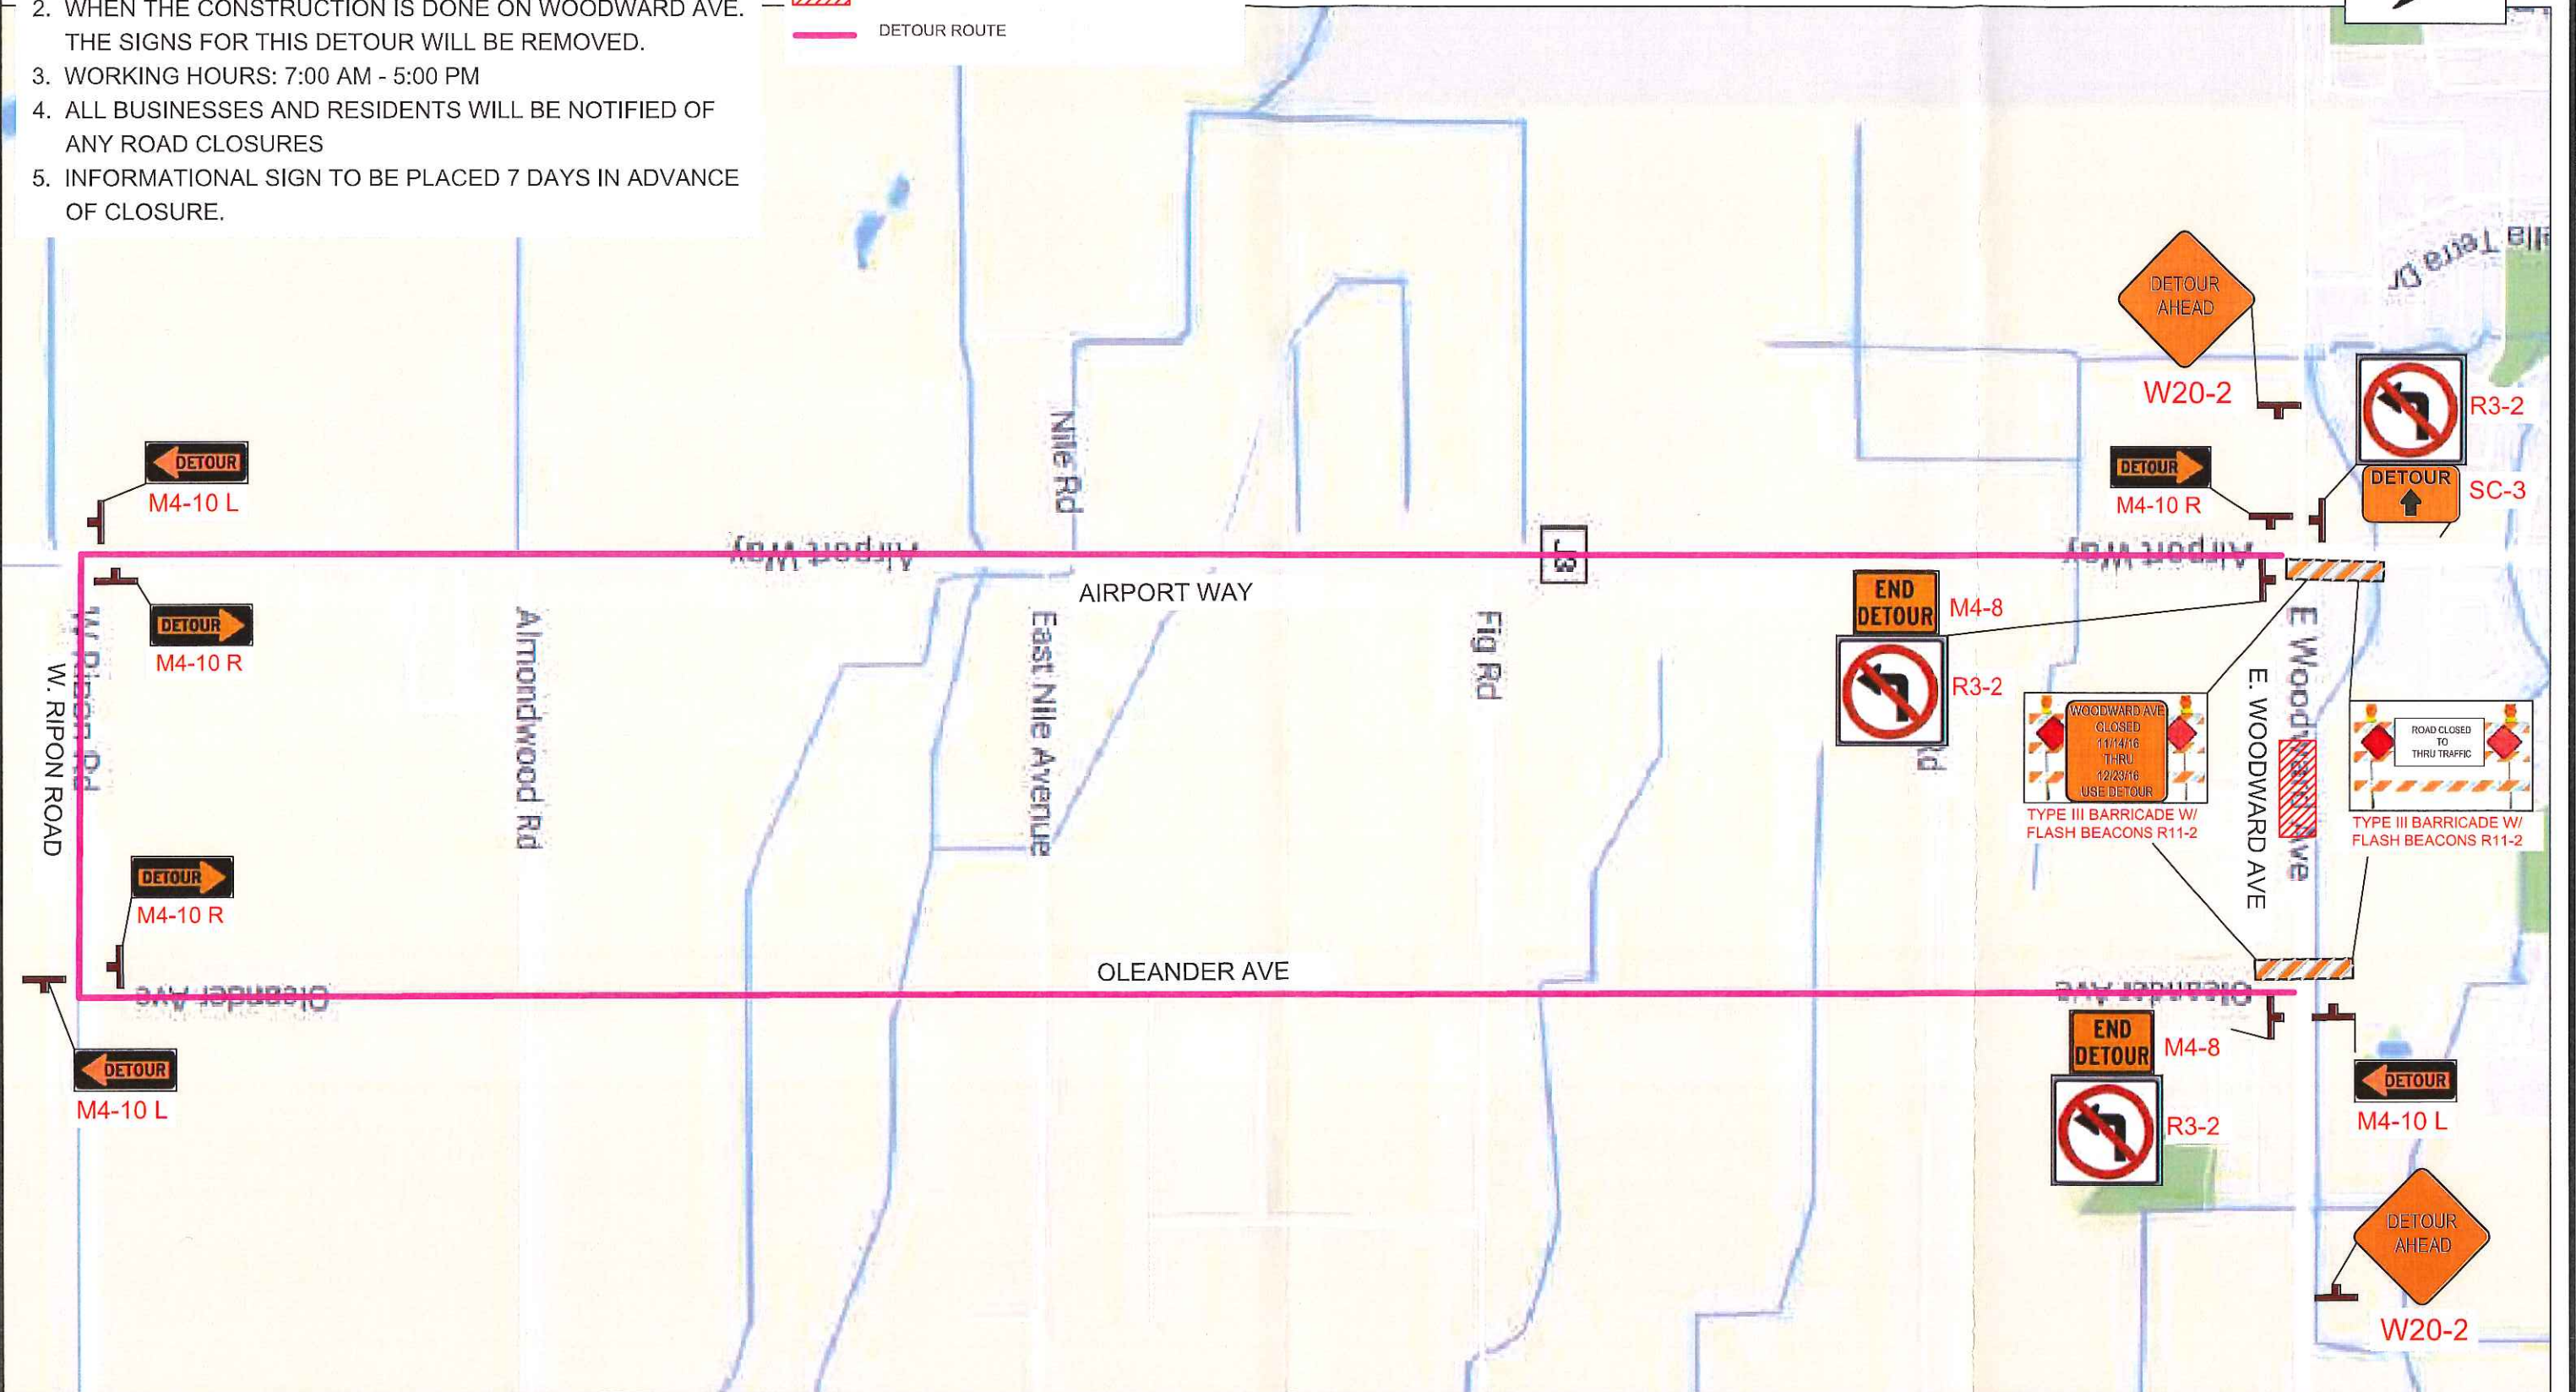 2. WHEN THE CONSTRUCTION IS DONE ON WOODWARD AVE.
THE SIGNS FOR THIS DETOUR WILL BE REMOVED.
3. WORKING HOURS: 7:00 AM - 5:00 PM
4. ALL BUSINESSES AND RESIDENTS WILL BE NOTIFIED OF
ANY ROAD CLOSURES
5. INFORMATIONAL SIGN TO BE PLACED 7 DAYS IN ADVANCE
OF CLOSURE.
DETOUR ROUTE
DETOUR
AHEAD
W20-2
R3-2
DETOUR
SC-3
DETOUR
M4-10 R
DETOUR
M4-10 L
Nile Rd
Airport Way
J3
Airport Way
AIRPORT WAY
DETOUR
M4-10 R
END
DETOUR
M4-8
R3-2
W Ripon Rd
W. RIPON ROAD
Almondwood Rd
East Nile Avenue
Fig Rd
Rd
E Woodward Ave
E. WOODWARD AVE
WOODWARD AVE
CLOSED
11/14/16
THRU
12/23/16
USE DETOUR
TYPE III BARRICADE W/
FLASH BEACONS R11-2
ROAD CLOSED
TO
THRU TRAFFIC
TYPE III BARRICADE W/
FLASH BEACONS R11-2
DETOUR
M4-10 R
OLEANDER AVE
Oleander Ave
Oleander Ave
DETOUR
M4-10 L
END
DETOUR
M4-8
R3-2
DETOUR
M4-10 L
DETOUR
AHEAD
W20-2